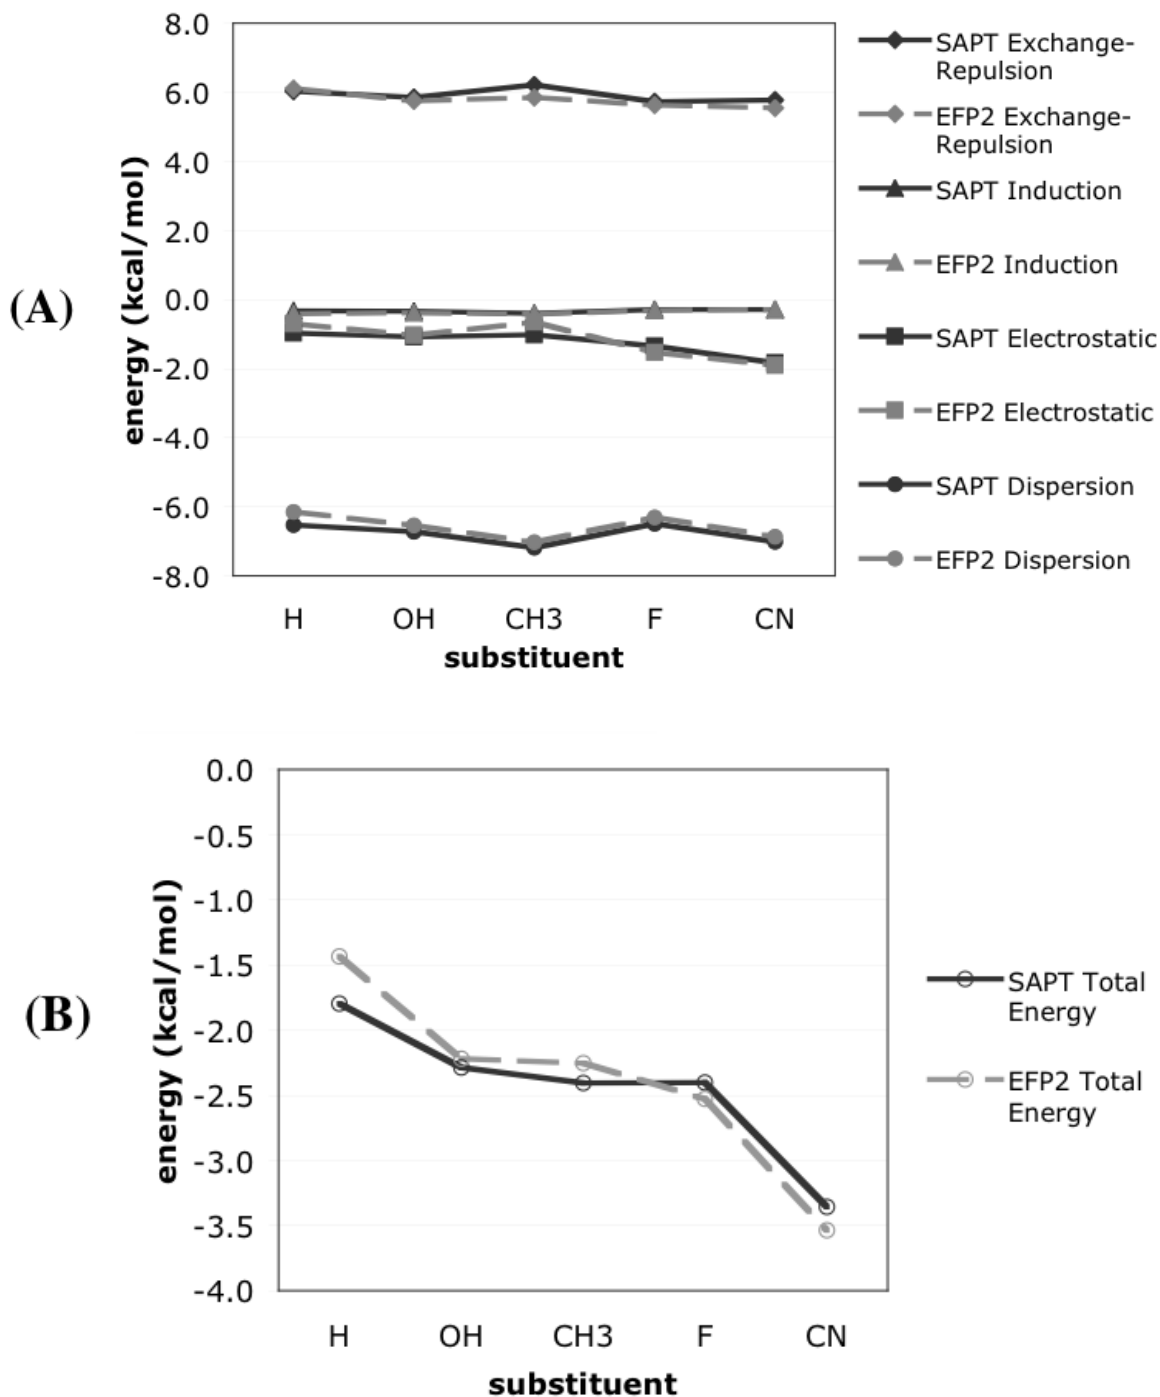 (A)
energy (kcal/mol)
8.0
6.0
4.0
2.0
0.0
-2.0
-4.0
-6.0
-8.0
H OH CH3 F CN
substituent
SAPT Exchange-
Repulsion
EFP2 Exchange-
Repulsion
SAPT Induction
EFP2 Induction
SAPT Electrostatic
EFP2 Electrostatic
SAPT Dispersion
EFP2 Dispersion
(B)
energy (kcal/mol)
0.0
-0.5
-1.0
-1.5
-2.0
-2.5
-3.0
-3.5
-4.0
H OH CH3 F CN
substituent
SAPT Total
Energy
EFP2 Total
Energy